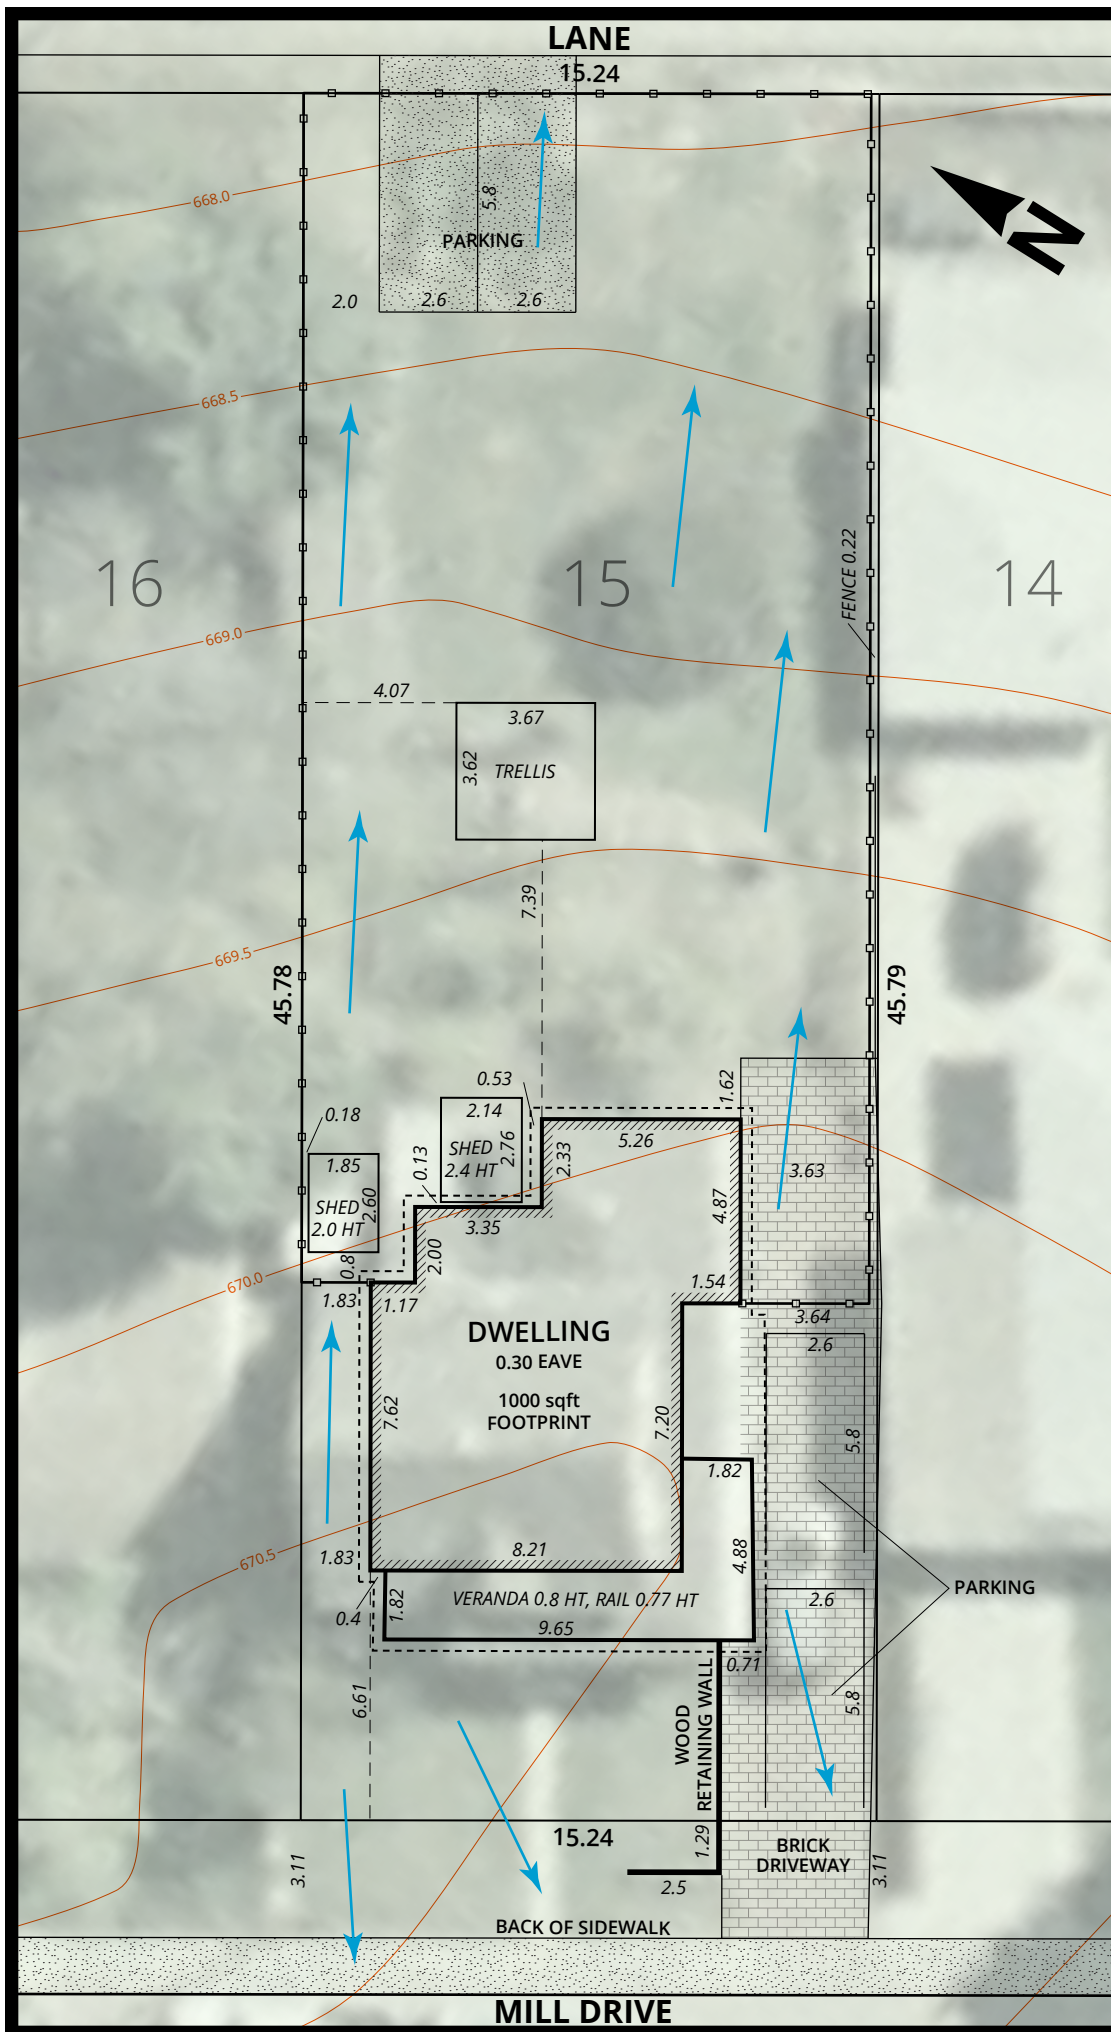 LANE
15.24
668.0
5.8
PARKING
2.0
2.6
2.6
N
668.5
16
15
14
FENCE 0.22
669.0
4.07
3.67
3.62
TRELLIS
7.39
669.5
45.78
45.79
0.53
1.62
0.18
2.14
SHED
2.4 HT
2.76
0.13
5.26
2.33
1.85
SHED
2.0 HT
2.60
3.63
4.87
3.35
2.00
0.8
670.0
1.83
1.17
1.54
3.64
2.6
DWELLING
0.30 EAVE
1000 sqft
FOOTPRINT
7.62
7.20
5.8
1.82
670.5
1.83
8.21
4.88
PARKING
0.4
1.82
VERANDA 0.8 HT, RAIL 0.77 HT
9.65
2.6
0.71
6.61
WOOD
RETAINING WALL
5.8
15.24
1.29
BRICK
DRIVEWAY
3.11
3.11
2.5
BACK OF SIDEWALK
MILL DRIVE